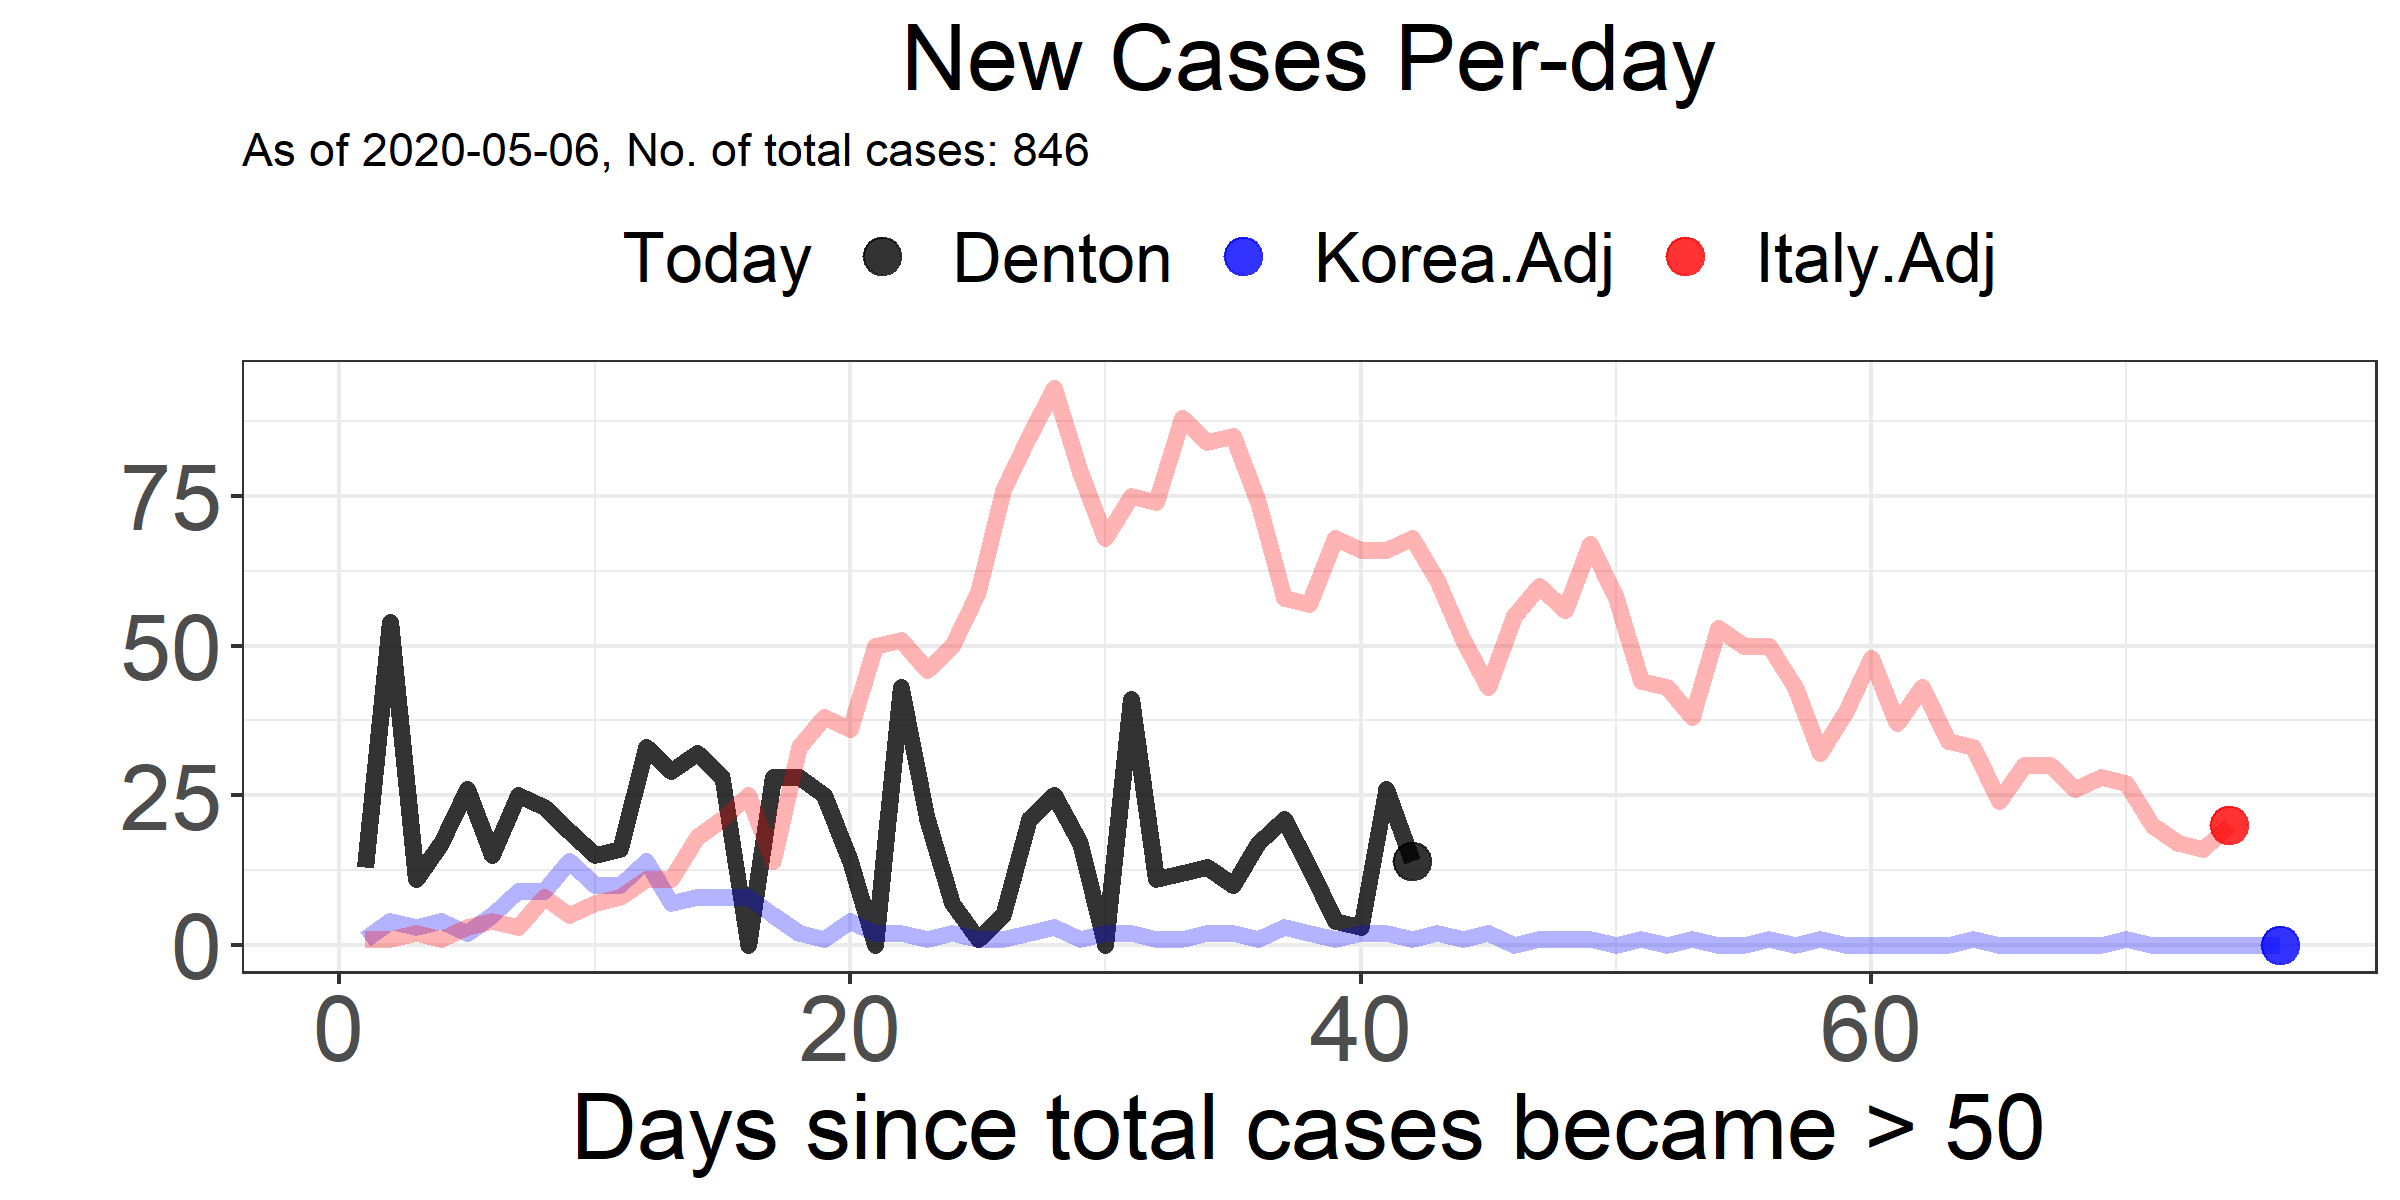 New Cases Per-day
As of 2020-05-06, No. of total cases: 846
Today Denton Korea.Adj Italy.Adj
75
50
25
0
0 20 40 60
Days since total cases became > 50